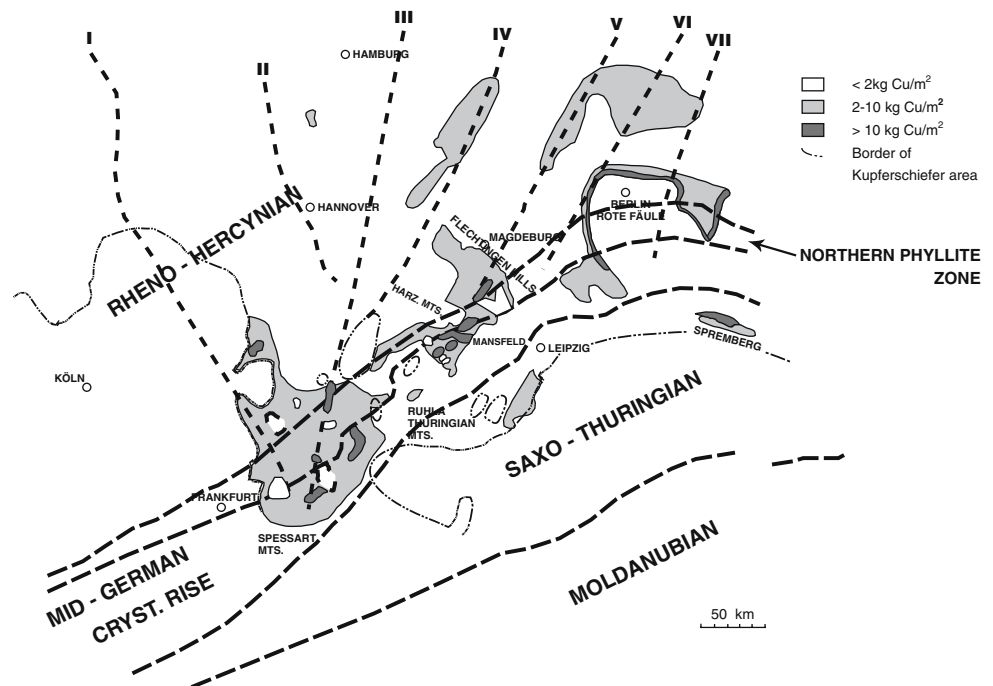 I
II
III
IV
V
VI
VII
HAMBURG
< 2kg Cu/m²
2-10 kg Cu/m²
> 10 kg Cu/m²
Border of
Kupferschiefer area
RHENO - HERCYNIAN
HANNOVER
BERLIN
ROTE FÄULE
FLECHTINGEN HILLS
MAGDEBURG
NORTHERN PHYLLITE
ZONE
HARZ. MTS.
MANSFELD
LEIPZIG
SPREMBERG
KÖLN
RUHLA
THÜRINGIAN
MTS.
SAXO - THURINGIAN
FRANKFURT
SPESSART
MTS.
MID - GERMAN
CRYST. RISE
MOLDANUBIAN
50 km